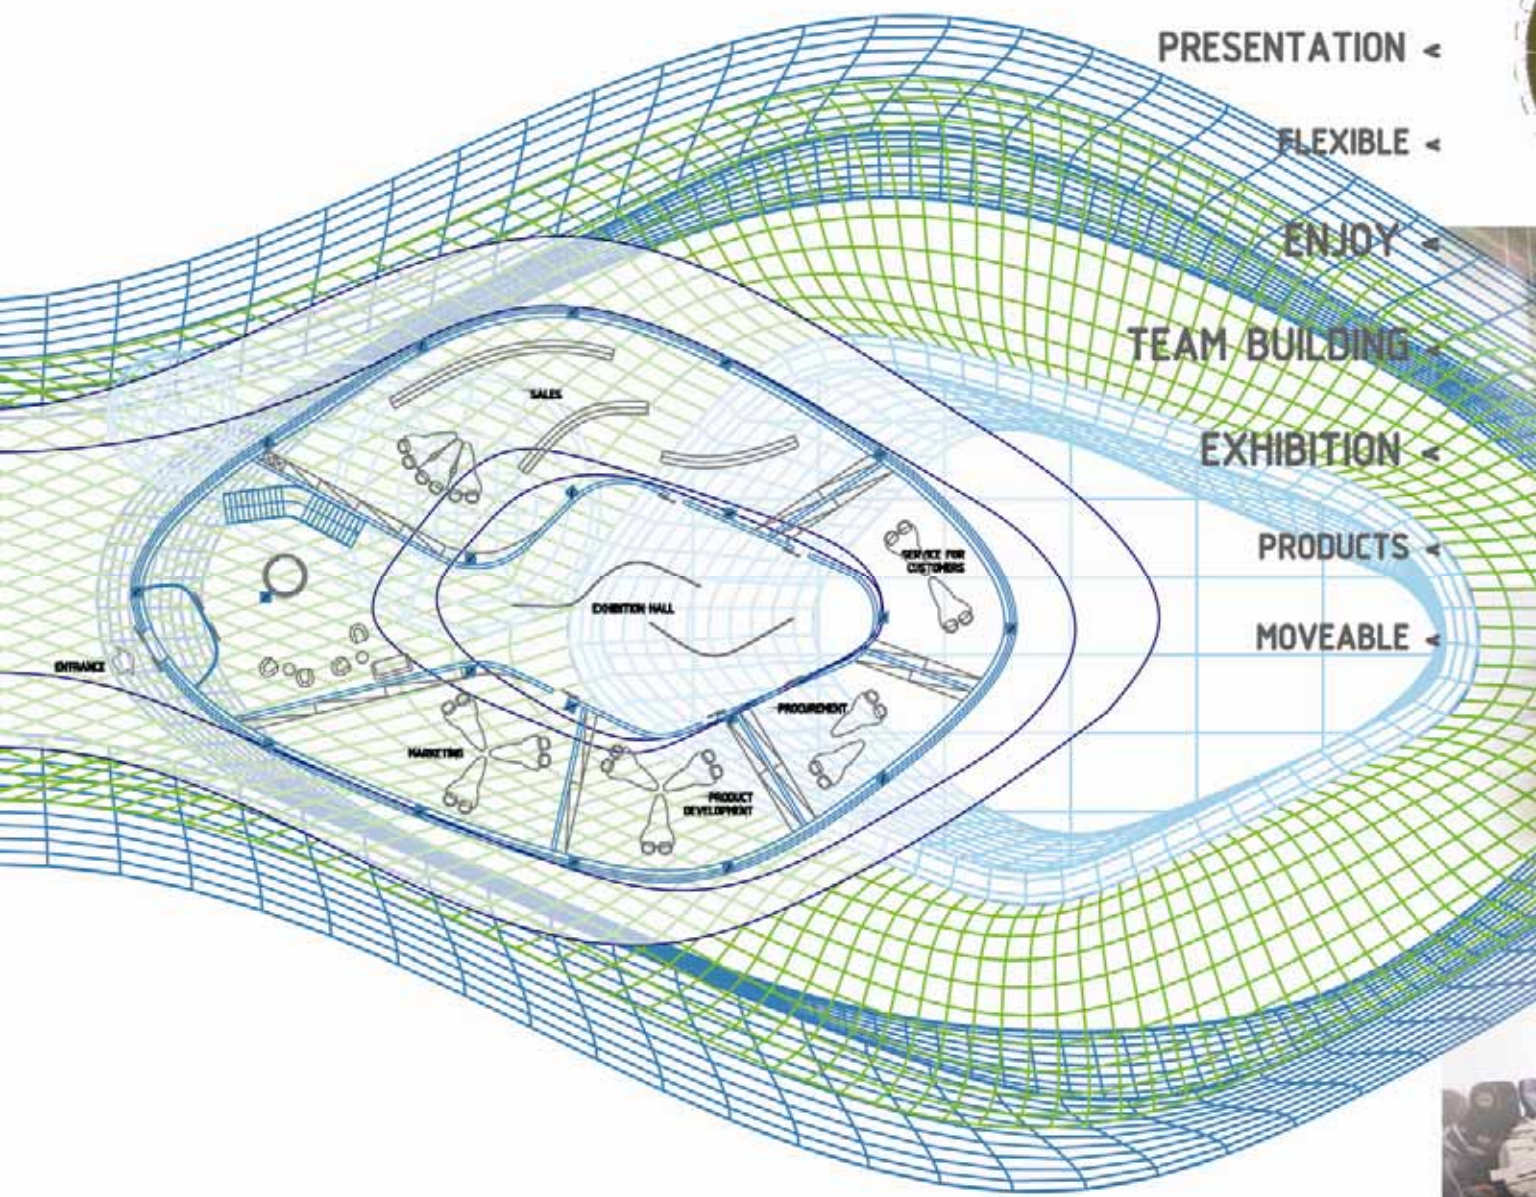 PRESENTATION <
FLEXIBLE <
ENJOY <
TEAM BUILDING <
EXHIBITION <
PRODUCTS <
MOVEABLE <
SALES
SERVICE FOR
CUSTOMERS
EXHIBITION HALL
ENTRANCE
PROCUREMENT
MARKETING
PRODUCT
DEVELOPMENT